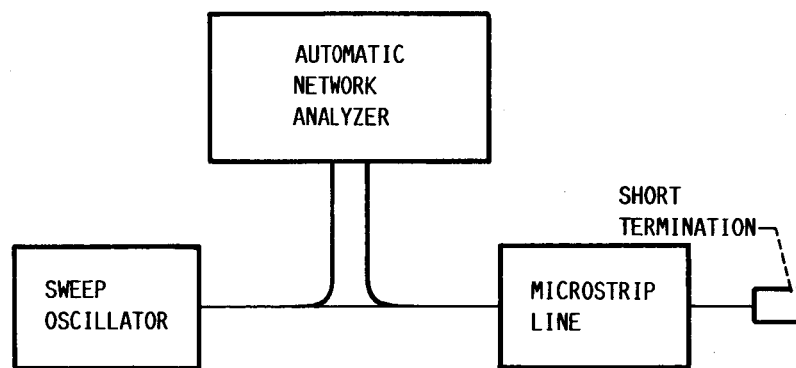 AUTOMATIC
NETWORK
ANALYZER
SHORT
TERMINATION
SWEEP
OSCILLATOR
MICROSTRIP
LINE